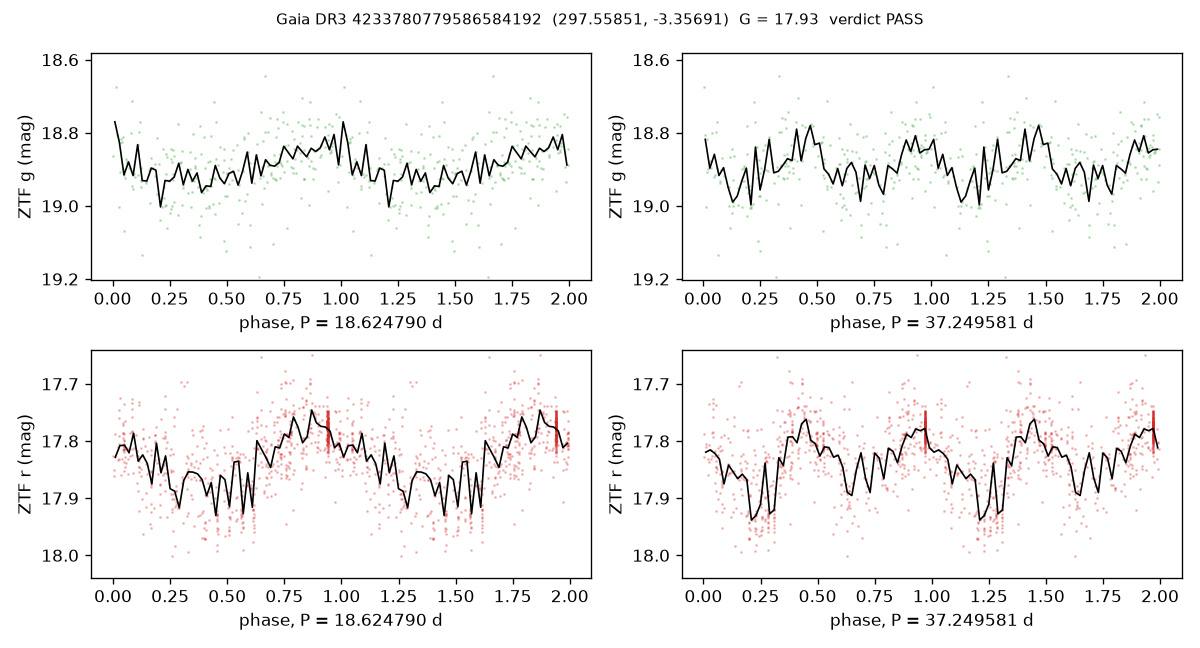 Gaia DR3 4233780779586584192  (297.55851, -3.35691)  G = 17.93  verdict PASS
ZTF g (mag)
18.6
18.8
19.0
19.2
0.00 0.25 0.50 0.75 1.00 1.25 1.50 1.75 2.00
phase, P = 18.624790 d
ZTF g (mag)
18.6
18.8
19.0
19.2
0.00 0.25 0.50 0.75 1.00 1.25 1.50 1.75 2.00
phase, P = 37.249581 d
ZTF r (mag)
17.7
17.8
17.9
18.0
0.00 0.25 0.50 0.75 1.00 1.25 1.50 1.75 2.00
phase, P = 18.624790 d
ZTF r (mag)
17.7
17.8
17.9
18.0
0.00 0.25 0.50 0.75 1.00 1.25 1.50 1.75 2.00
phase, P = 37.249581 d